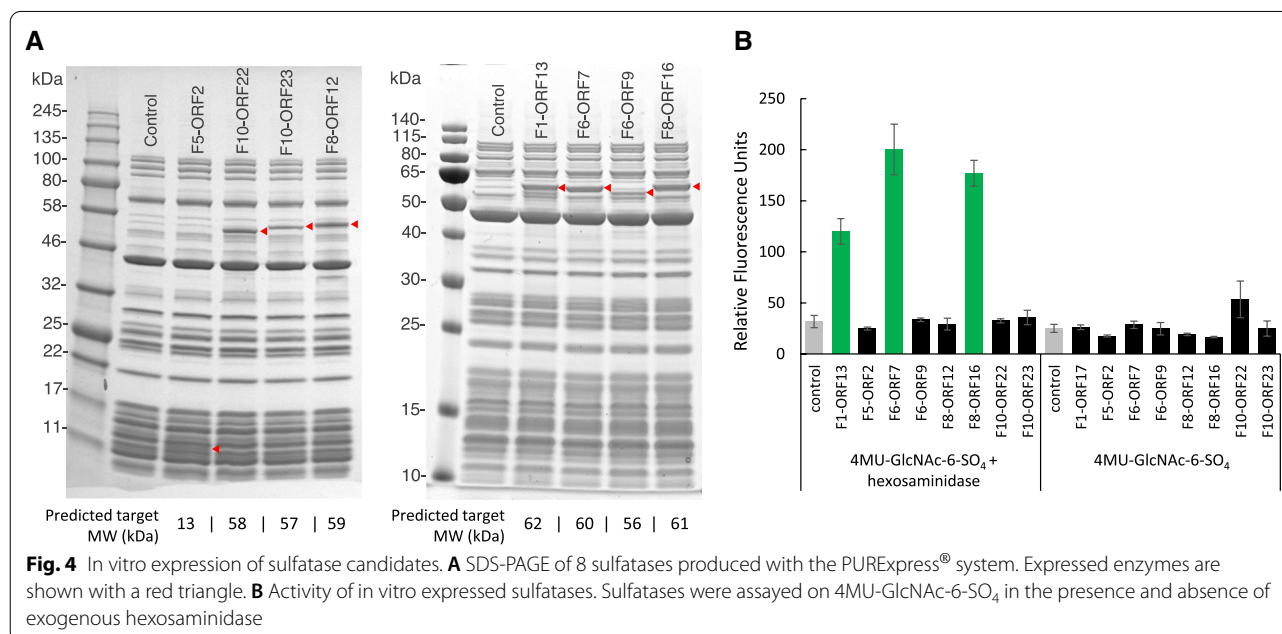 A
kDa
245-
135-
100-
80-
58-
46-
32-
25-
22-
17-
11-
Control
F5-ORF2
F10-ORF22
F10-ORF23
F8-ORF12
Predicted target
MW (kDa)
13 | 58 | 57 | 59
kDa
140-
115-
80-
65-
50-
40-
30-
25-
15-
10-
Control
F1-ORF13
F6-ORF7
F6-ORF9
F8-ORF16
62 | 60 | 56 | 61
B
Relative Fluorescence Units
250
200
150
100
50
0
control
F1-ORF13
F5-ORF2
F6-ORF7
F6-ORF9
F8-ORF12
F8-ORF16
F10-ORF22
F10-ORF23
control
F1-ORF17
F5-ORF2
F6-ORF7
F6-ORF9
F8-ORF12
F8-ORF16
F10-ORF22
F10-ORF23
4MU-GlcNAc-6-SO₄ +
hexosaminidase
4MU-GlcNAc-6-SO₄
Fig. 4 In vitro expression of sulfatase candidates. A SDS-PAGE of 8 sulfatases produced with the PURExpress® system. Expressed enzymes are
shown with a red triangle. B Activity of in vitro expressed sulfatases. Sulfatases were assayed on 4MU-GlcNAc-6-SO₄ in the presence and absence of
exogenous hexosaminidase